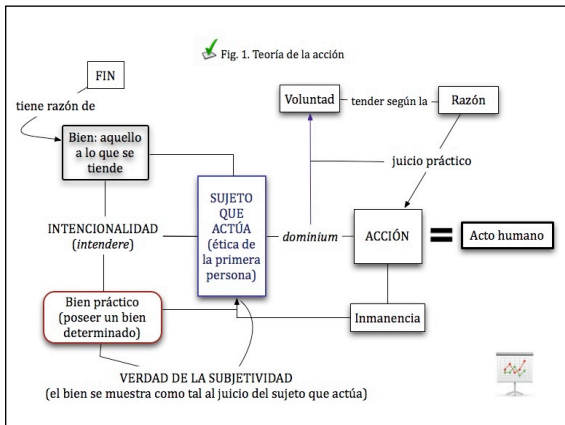 Fig. 1. Teoría de la acción
FIN
tiene razón de
Bien: aquello
a lo que se
tiende
Voluntad
tender según la
Razón
juicio práctico
SUJETO
QUE
ACTÚA
(ética de
la primera
persona)
INTENCIONALIDAD
(intendere)
dominium
ACCIÓN
=
Acto humano
Bien práctico
(poseer un bien
determinado)
Inmanencia
VERDAD DE LA SUBJETIVIDAD
(el bien se muestra como tal al juicio del sujeto que actúa)